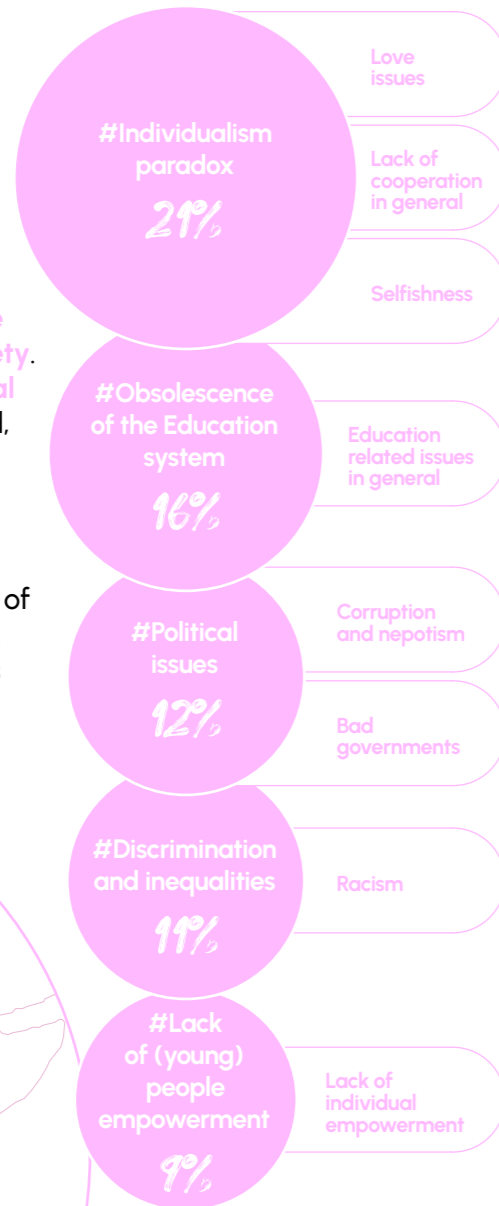 #Individualism
paradox
21%
Love
issues
Lack of
cooperation
in general
Selfishness
#Obsolescence
of the Education
system
16%
Education
related issues
in general
of
#Political
issues
12%
Corruption
and nepotism
Bad
governments
#Discrimination
and inequalities
11%
Racism
#Lack
of (young)
people
empowerment
9%
Lack of
individual
empowerment